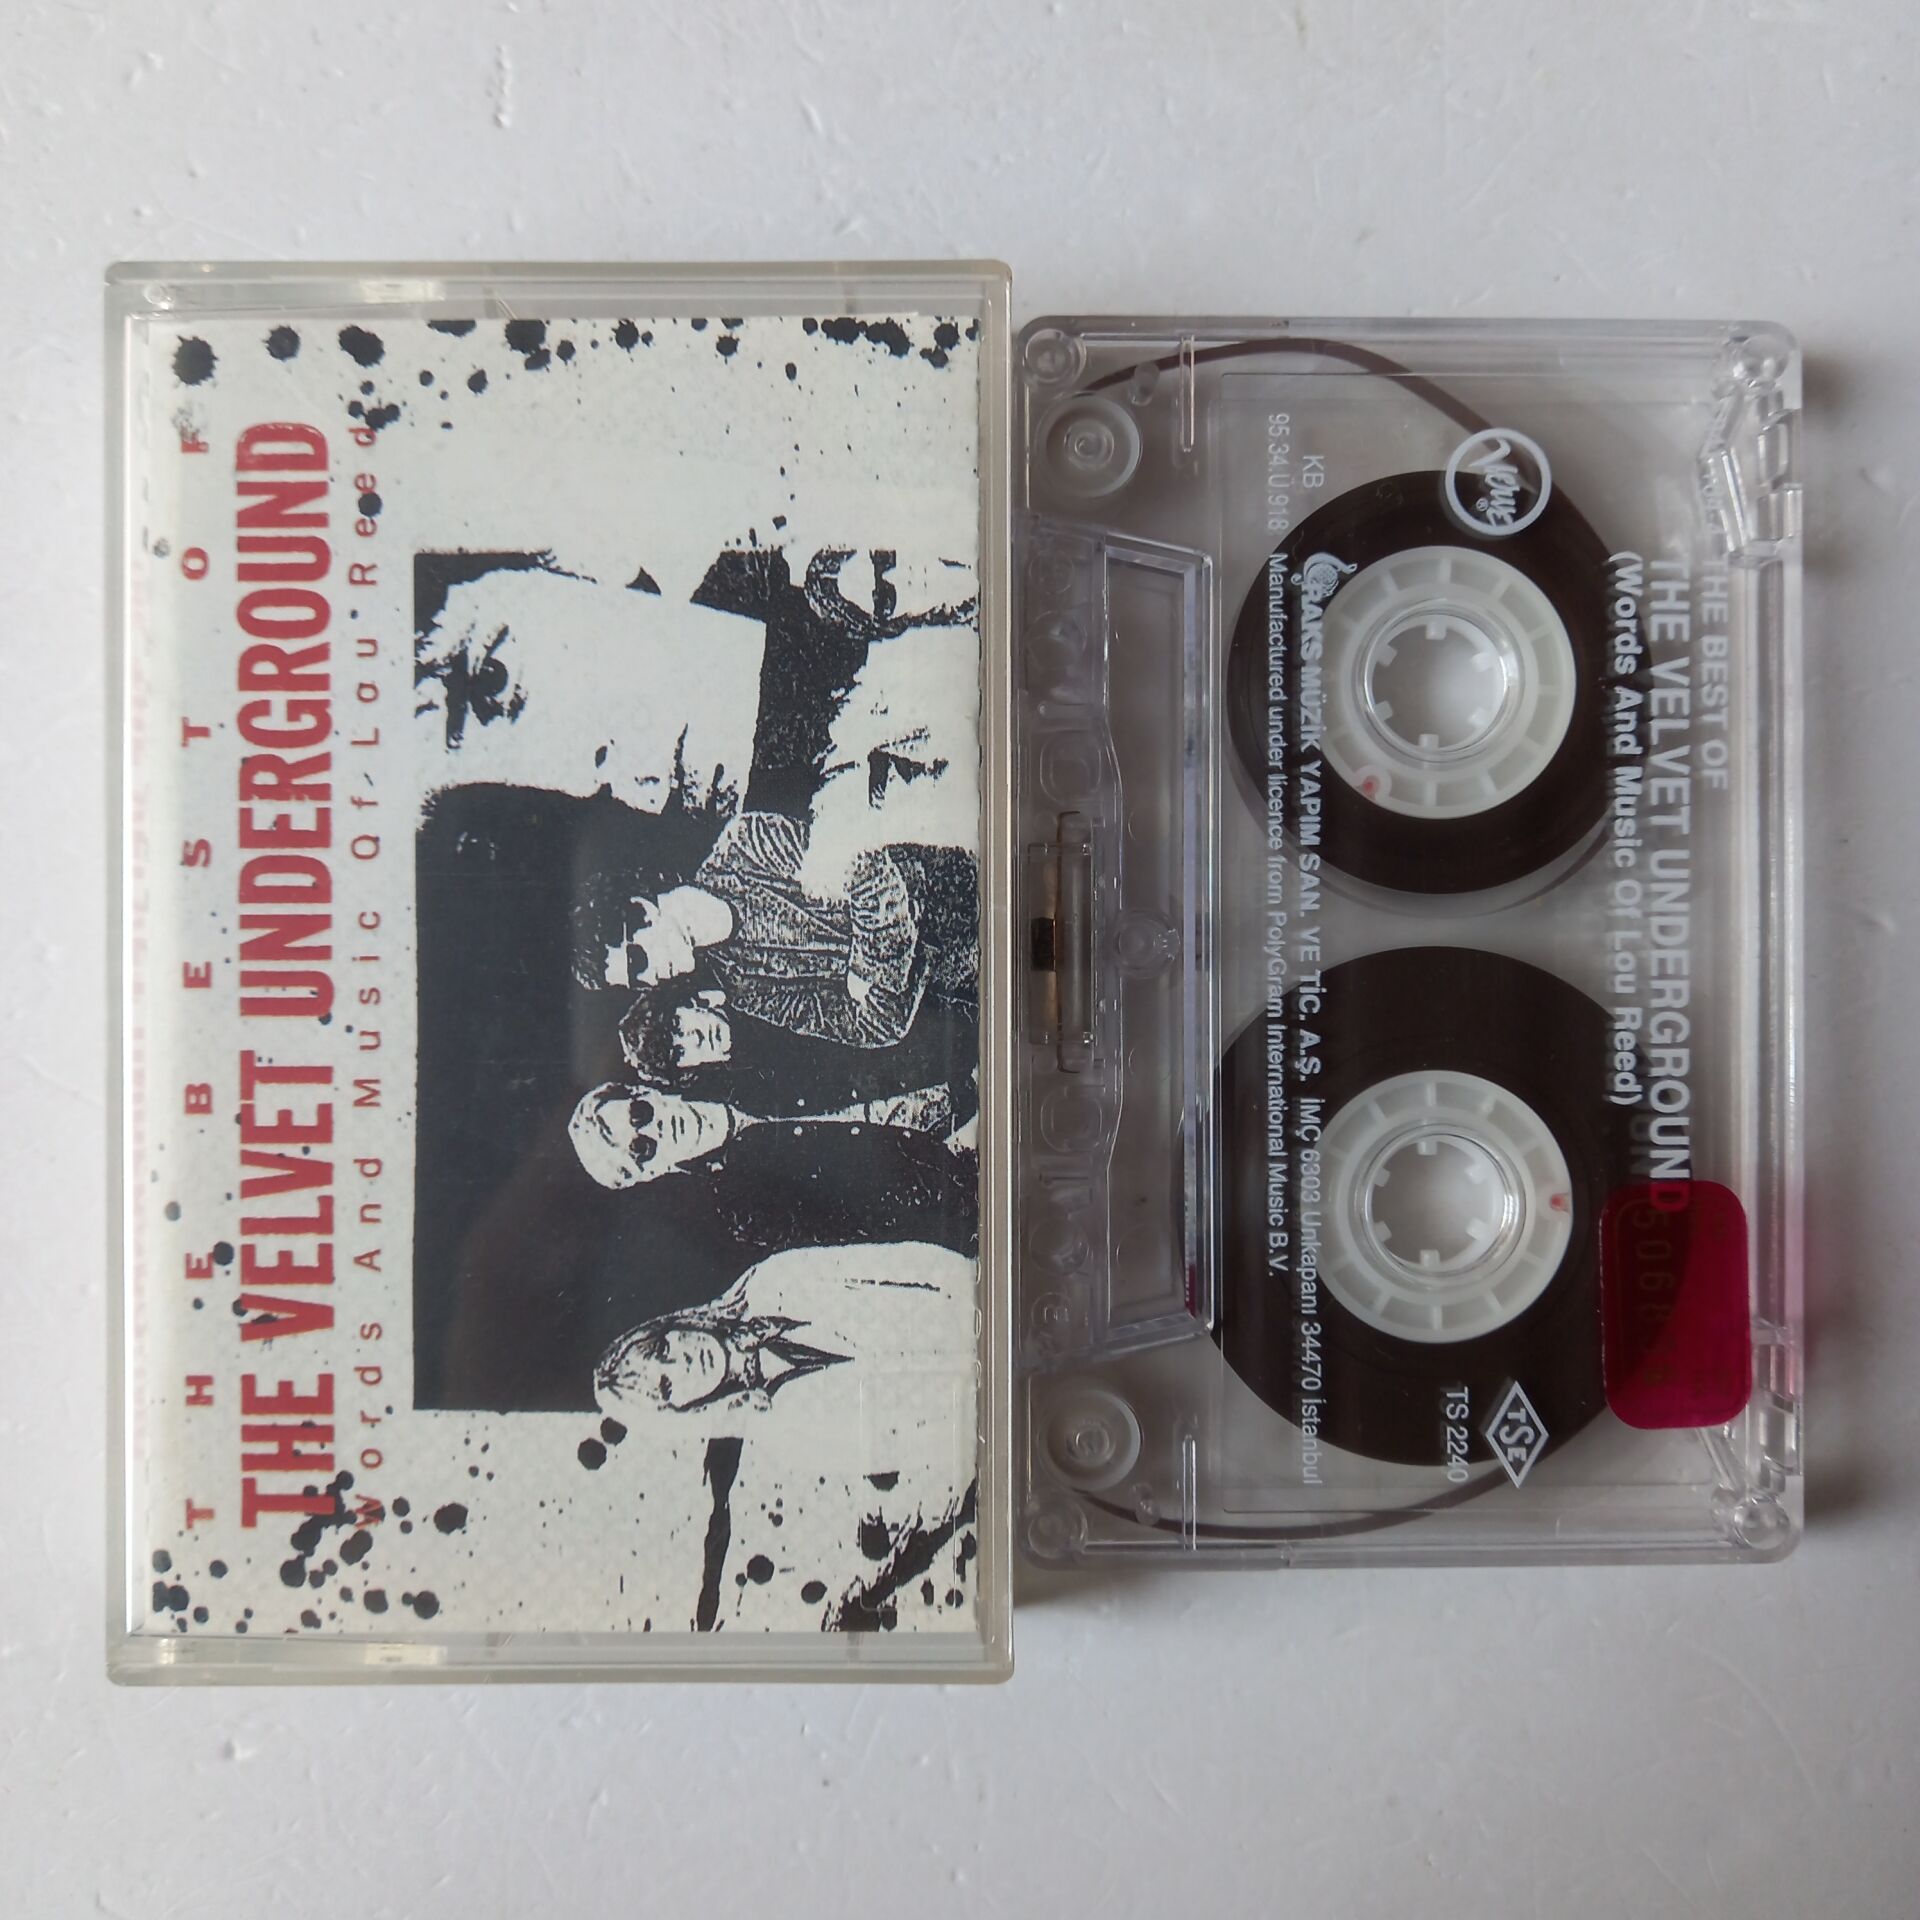 THE BEST OF
THE VELVET UNDERGROUND
Words And Music Of Lou Reed
THE BEST OF
THE VELVET UNDERGROUND
(Words And Music Of Lou Reed)
VERVE
®
TSE
TS 2240
KB
RAKS MÜZİK YAPIM SAN. VE TİC. A.Ş. İMÇ 6303 Unkapanı 34470 İstanbul
95.34.Ü.918. Manufactured under licence from PolyGram International Music B.V.